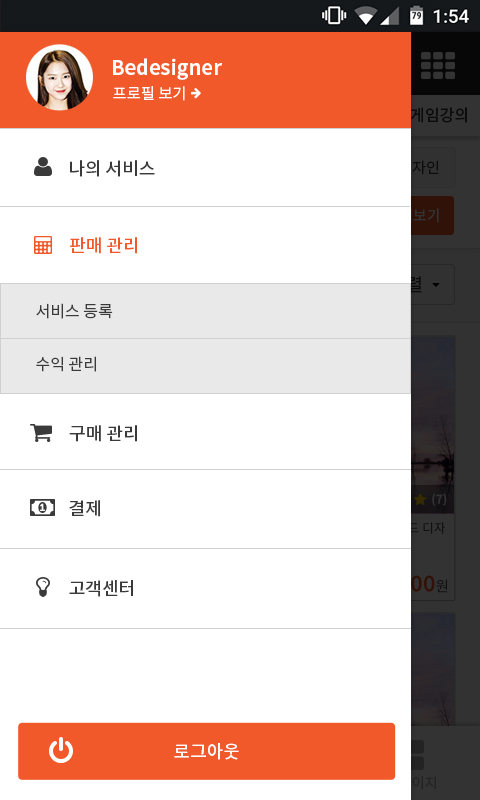 79 1:54
Bedesigner
프로필 보기
게임강의
나의 서비스
자인
보기
판매 관리
렬
서비스 등록
수익 관리
구매 관리
(7)
결제
드 디자
00원
고객센터
로그아웃
이지